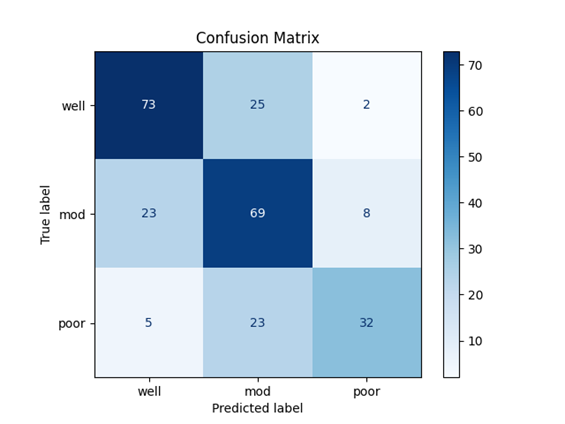 Confusion Matrix
well 73 25 2
mod 23 69 8
poor 5 23 32
well mod poor
Predicted label
True label
70
60
50
40
30
20
10